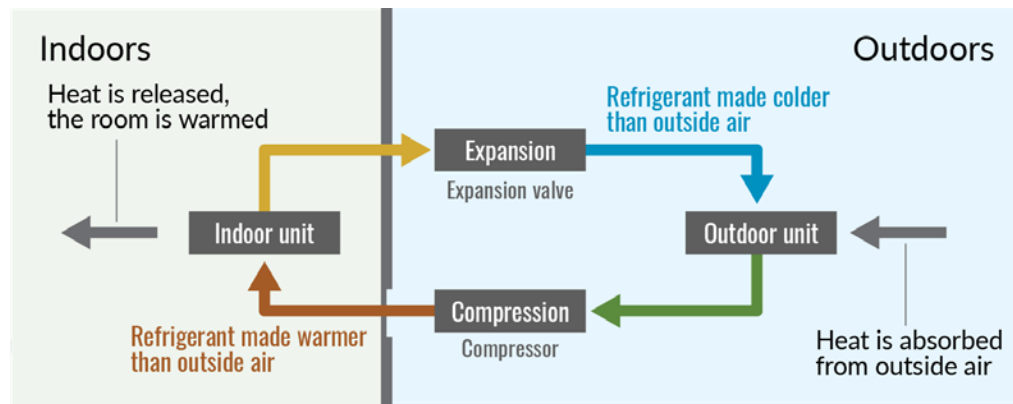 Indoors
Outdoors
Heat is released,
the room is warmed
Refrigerant made colder
than outside air
Expansion
Expansion valve
Indoor unit
Outdoor unit
Compression
Compressor
Refrigerant made warmer
than outside air
Heat is absorbed
from outside air